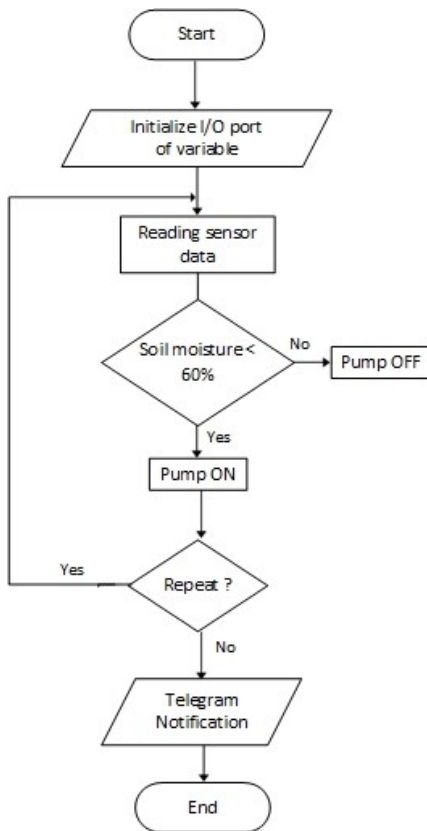 Start
Initialize I/O port
of variable
Reading sensor
data
Soil moisture <
60%
No
Pump OFF
Yes
Pump ON
Yes
Repeat ?
No
Telegram
Notification
End